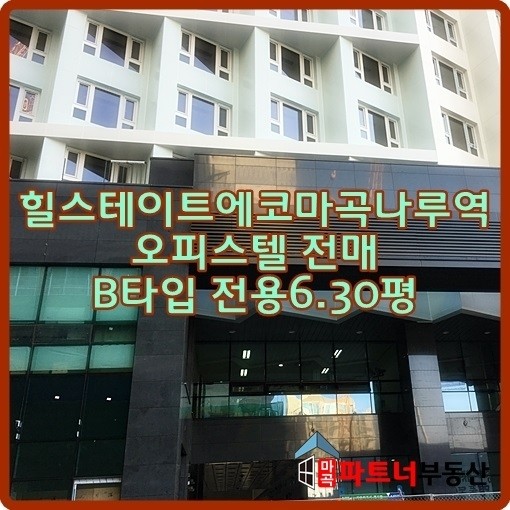 힐스테이트에코마곡나루역
오피스텔 전매
B타입 전용6.30평
마곡 파트너부동산